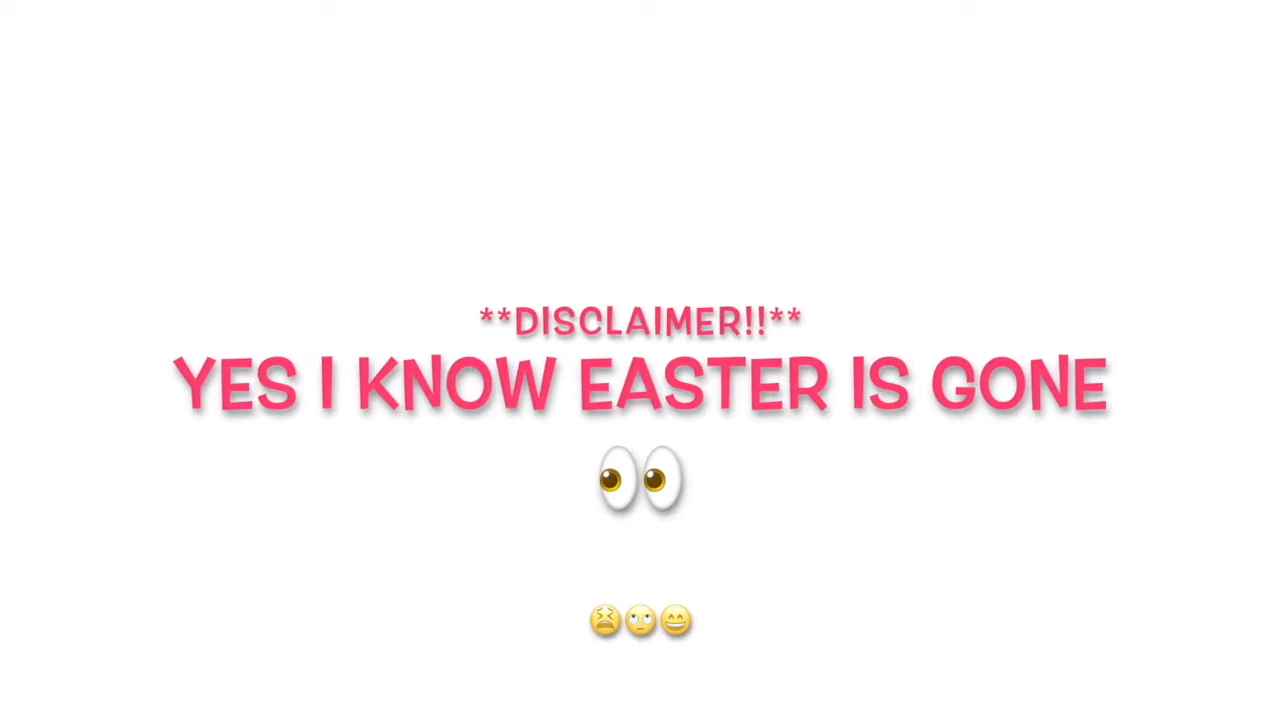 **DISCLAIMER!!**
YES I KNOW EASTER IS GONE
👀
😫🙄😄